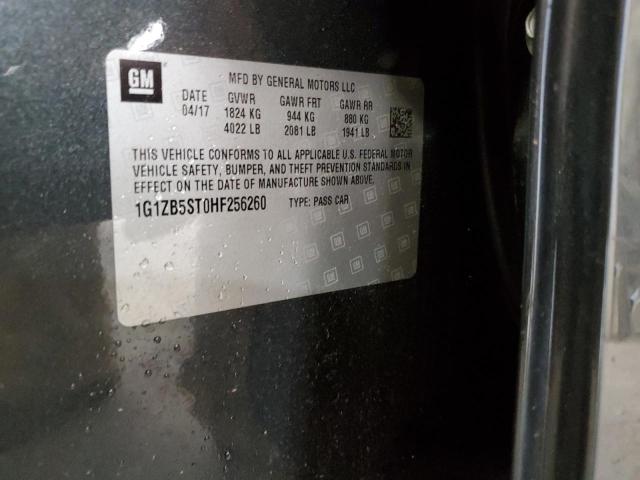 GM
MFD BY GENERAL MOTORS LLC
DATE GVWR GAWR FRT GAWR RR
04/17 1824 KG 944 KG 880 KG
4022 LB 2081 LB 1941 LB
THIS VEHICLE CONFORMS TO ALL APPLICABLE U.S. FEDERAL MOTOR
VEHICLE SAFETY, BUMPER, AND THEFT PREVENTION STANDARDS IN
EFFECT ON THE DATE OF MANUFACTURE SHOWN ABOVE.
1G1ZB5ST0HF256260 TYPE: PASS CAR